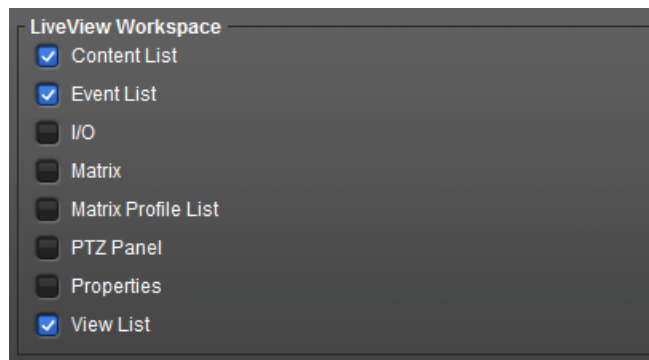 LiveView Workspace
Content List
Event List
I/O
Matrix
Matrix Profile List
PTZ Panel
Properties
View List